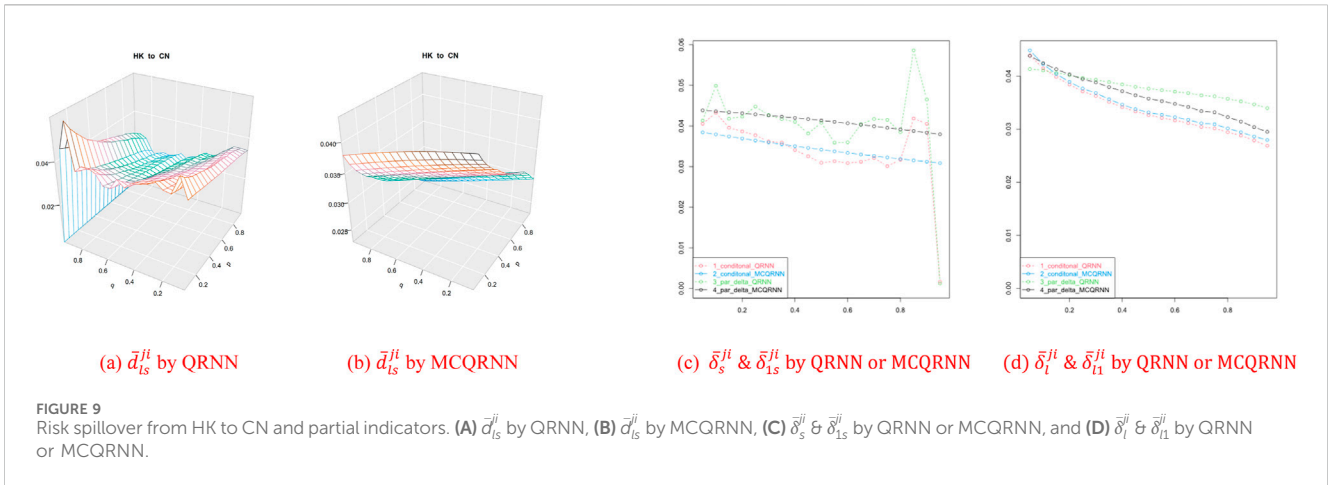 HK to CN
0.04
0.02
0.8
0.6
0.4
0.2
q
0.2
0.4
0.6
0.8
p
HK to CN
0.040
0.035
0.030
0.025
0.8
0.6
0.4
0.2
q
0.2
0.4
0.6
0.8
p
0.06
0.05
0.04
0.03
0.02
0.01
0.00
1_conditonal_QRNN
2_conditonal_MCQRNN
3_par_delta_QRNN
4_par_delta_MCQRNN
0.2 0.4 0.6 0.8
0.04
0.03
0.02
0.01
0.00
1_conditonal_QRNN
2_conditonal_MCQRNN
3_par_delta_QRNN
4_par_delta_MCQRNN
0.2 0.4 0.6 0.8
(a) d̄_{ls}^{ji} by QRNN
(b) d̄_{ls}^{ji} by MCQRNN
(c) δ̄_s^{ji} & δ̄_{1s}^{ji} by QRNN or MCQRNN
(d) δ̄_l^{ji} & δ̄_{l1}^{ji} by QRNN or MCQRNN
FIGURE 9
Risk spillover from HK to CN and partial indicators. (A) d̄_{ls}^{ji} by QRNN, (B) d̄_{ls}^{ji} by MCQRNN, (C) δ̄_s^{ji} & δ̄_{1s}^{ji} by QRNN or MCQRNN, and (D) δ̄_l^{ji} & δ̄_{l1}^{ji} by QRNN
or MCQRNN.